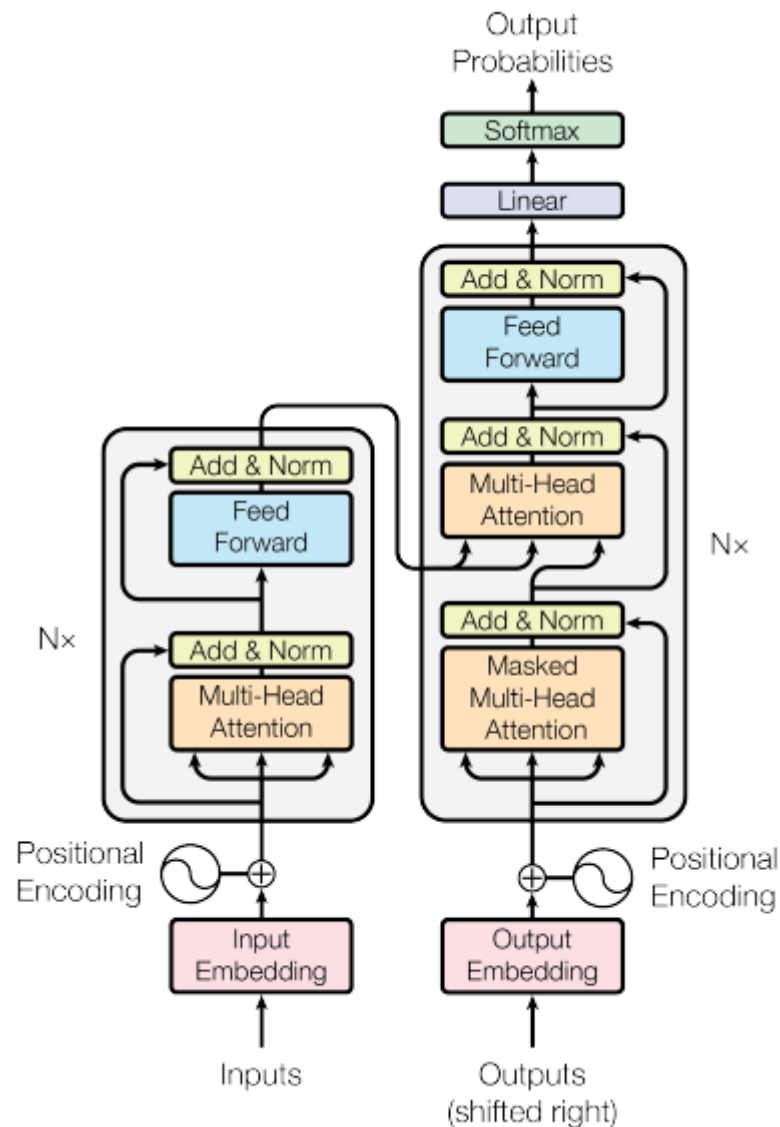 Output
Probabilities
Softmax
Linear
Add & Norm
Feed
Forward
Add & Norm
Multi-Head
Attention
Add & Norm
Masked
Multi-Head
Attention
N×
Add & Norm
Feed
Forward
Add & Norm
Multi-Head
Attention
N×
Positional
Encoding
Positional
Encoding
Input
Embedding
Output
Embedding
Inputs
Outputs
(shifted right)